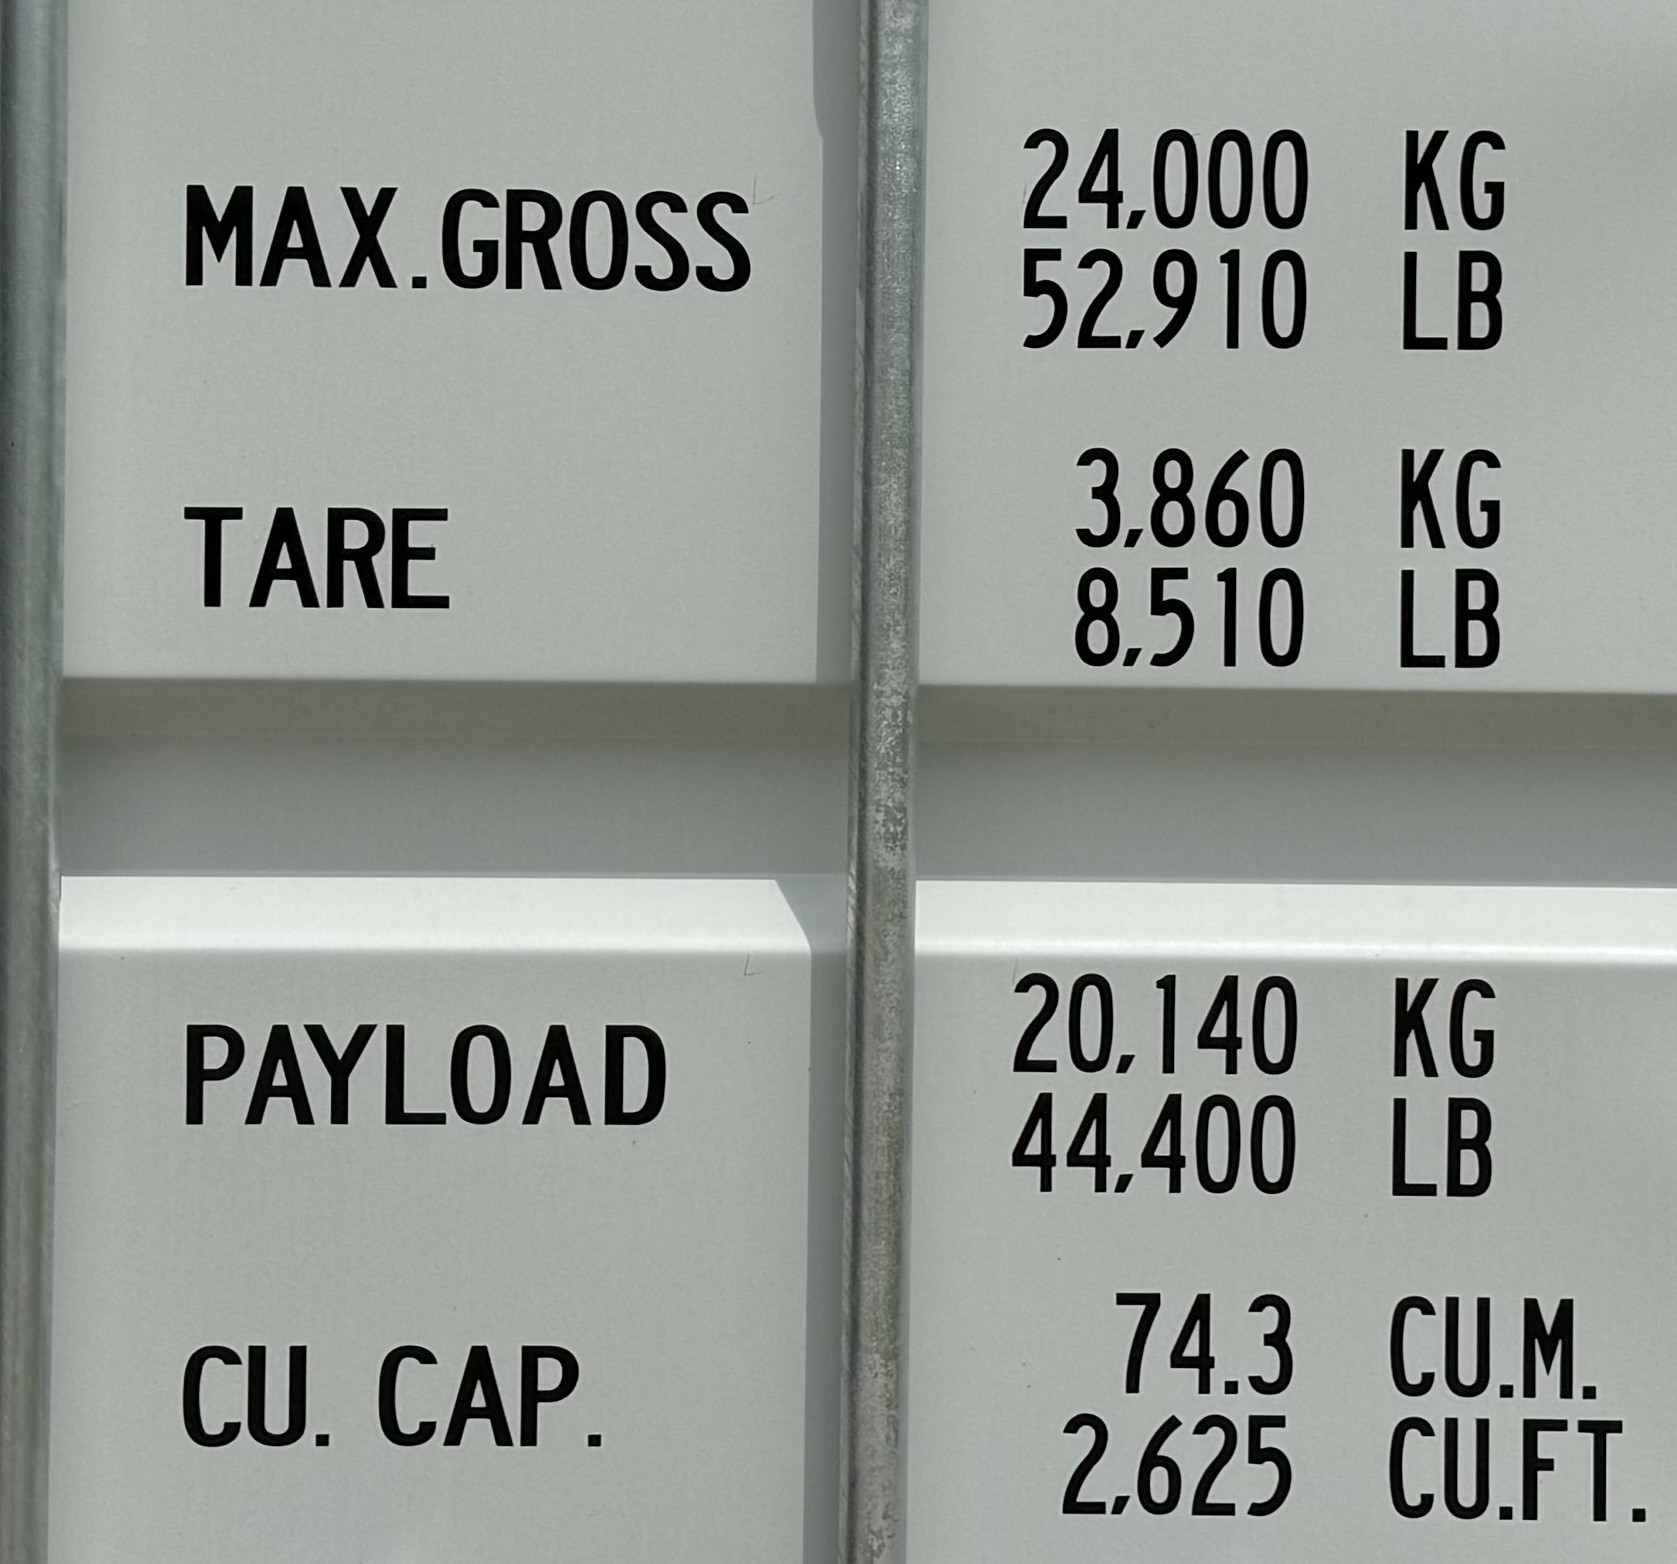 MAX.GROSS 24,000 KG
52,910 LB
TARE 3,860 KG
8,510 LB
PAYLOAD 20,140 KG
44,400 LB
CU. CAP. 74.3 CU.M.
2,625 CU.FT.